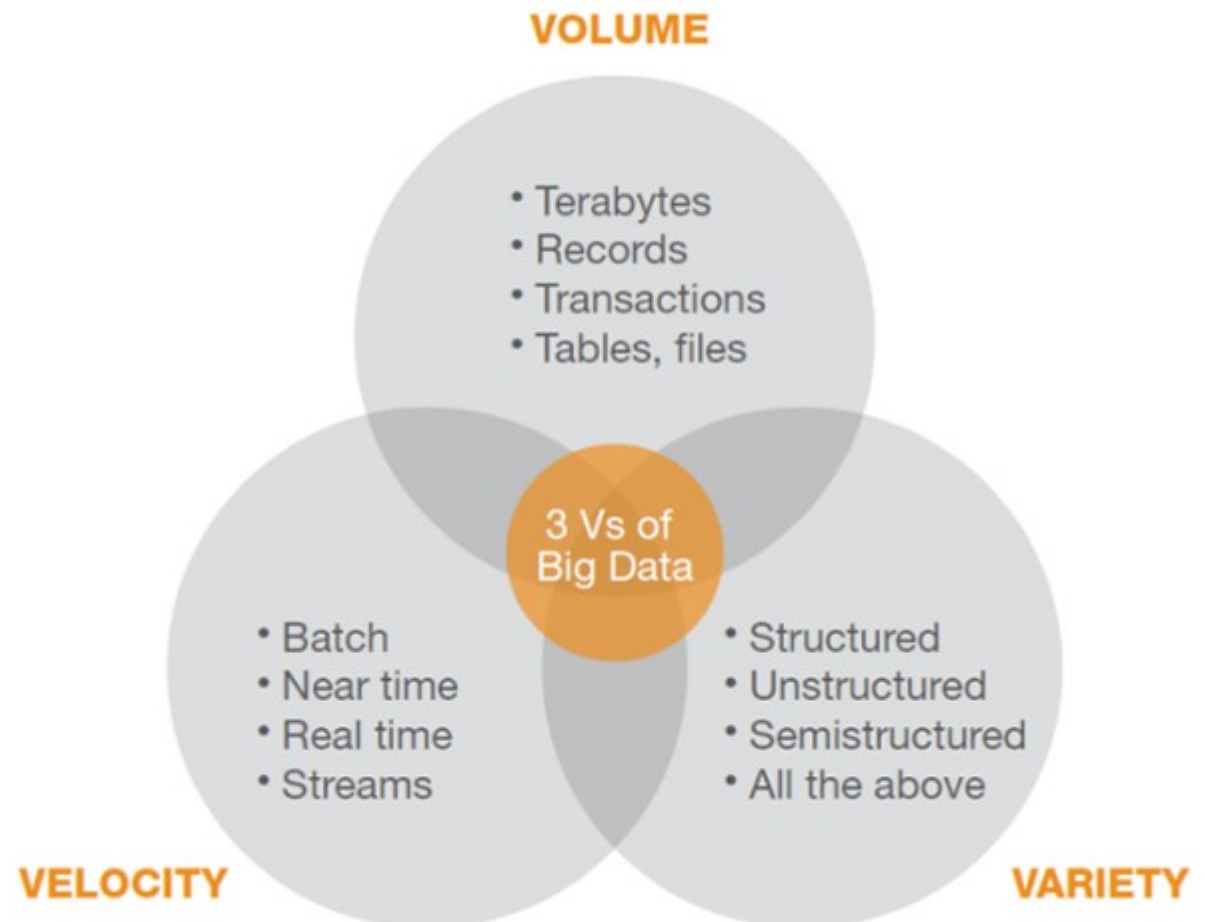 VOLUME
• Terabytes
• Records
• Transactions
• Tables, files
3 Vs of
Big Data
• Batch
• Near time
• Real time
• Streams
• Structured
• Unstructured
• Semistructured
• All the above
VELOCITY
VARIETY